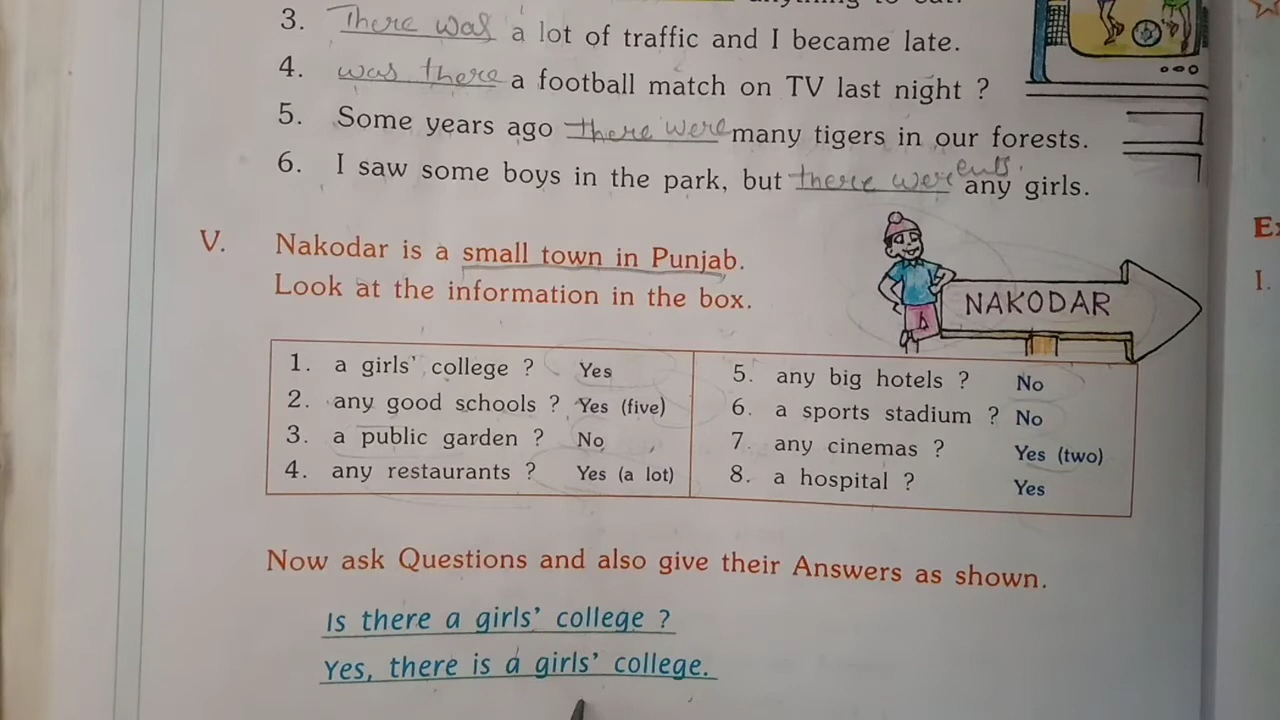 3. There was a lot of traffic and I became late.
4. was there a football match on TV last night ?
5. Some years ago there were many tigers in our forests.
6. I saw some boys in the park, but there were any girls.
V. Nakodar is a small town in Punjab.
Look at the information in the box.
NAKODAR
1. a girls' college ? Yes
2. any good schools ? Yes (five)
3. a public garden ? No
4. any restaurants ? Yes (a lot)
5. any big hotels ? No
6. a sports stadium ? No
7. any cinemas ? Yes (two)
8. a hospital ? Yes
Now ask Questions and also give their Answers as shown.
Is there a girls' college ?
Yes, there is a girls' college.
I.